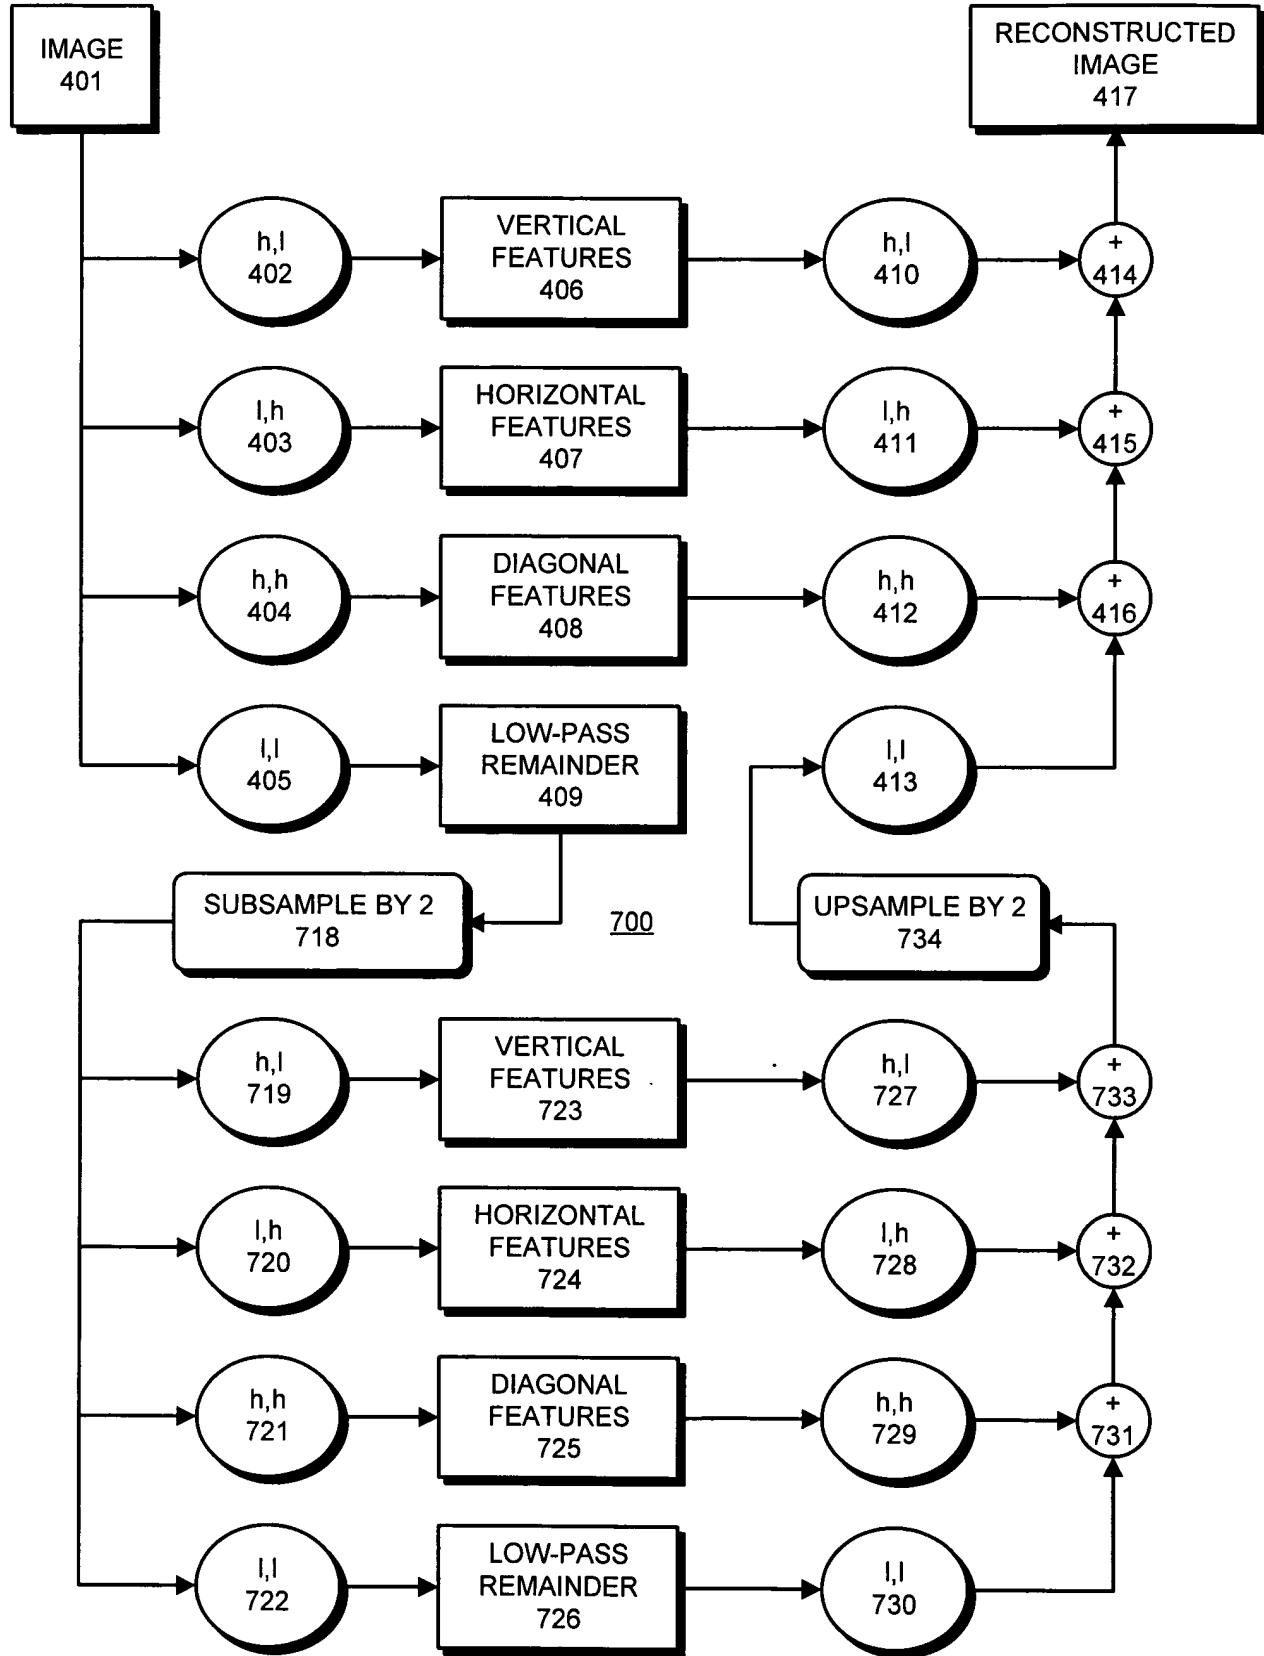 IMAGE
401
RECONSTRUCTED
IMAGE
417
h,l
402
VERTICAL
FEATURES
406
h,l
410
+
414
l,h
403
HORIZONTAL
FEATURES
407
l,h
411
+
415
h,h
404
DIAGONAL
FEATURES
408
h,h
412
+
416
l,l
405
LOW-PASS
REMAINDER
409
l,l
413
SUBSAMPLE BY 2
718
700
UPSAMPLE BY 2
734
h,l
719
VERTICAL
FEATURES
723
h,l
727
+
733
l,h
720
HORIZONTAL
FEATURES
724
l,h
728
+
732
h,h
721
DIAGONAL
FEATURES
725
h,h
729
+
731
l,l
722
LOW-PASS
REMAINDER
726
l,l
730